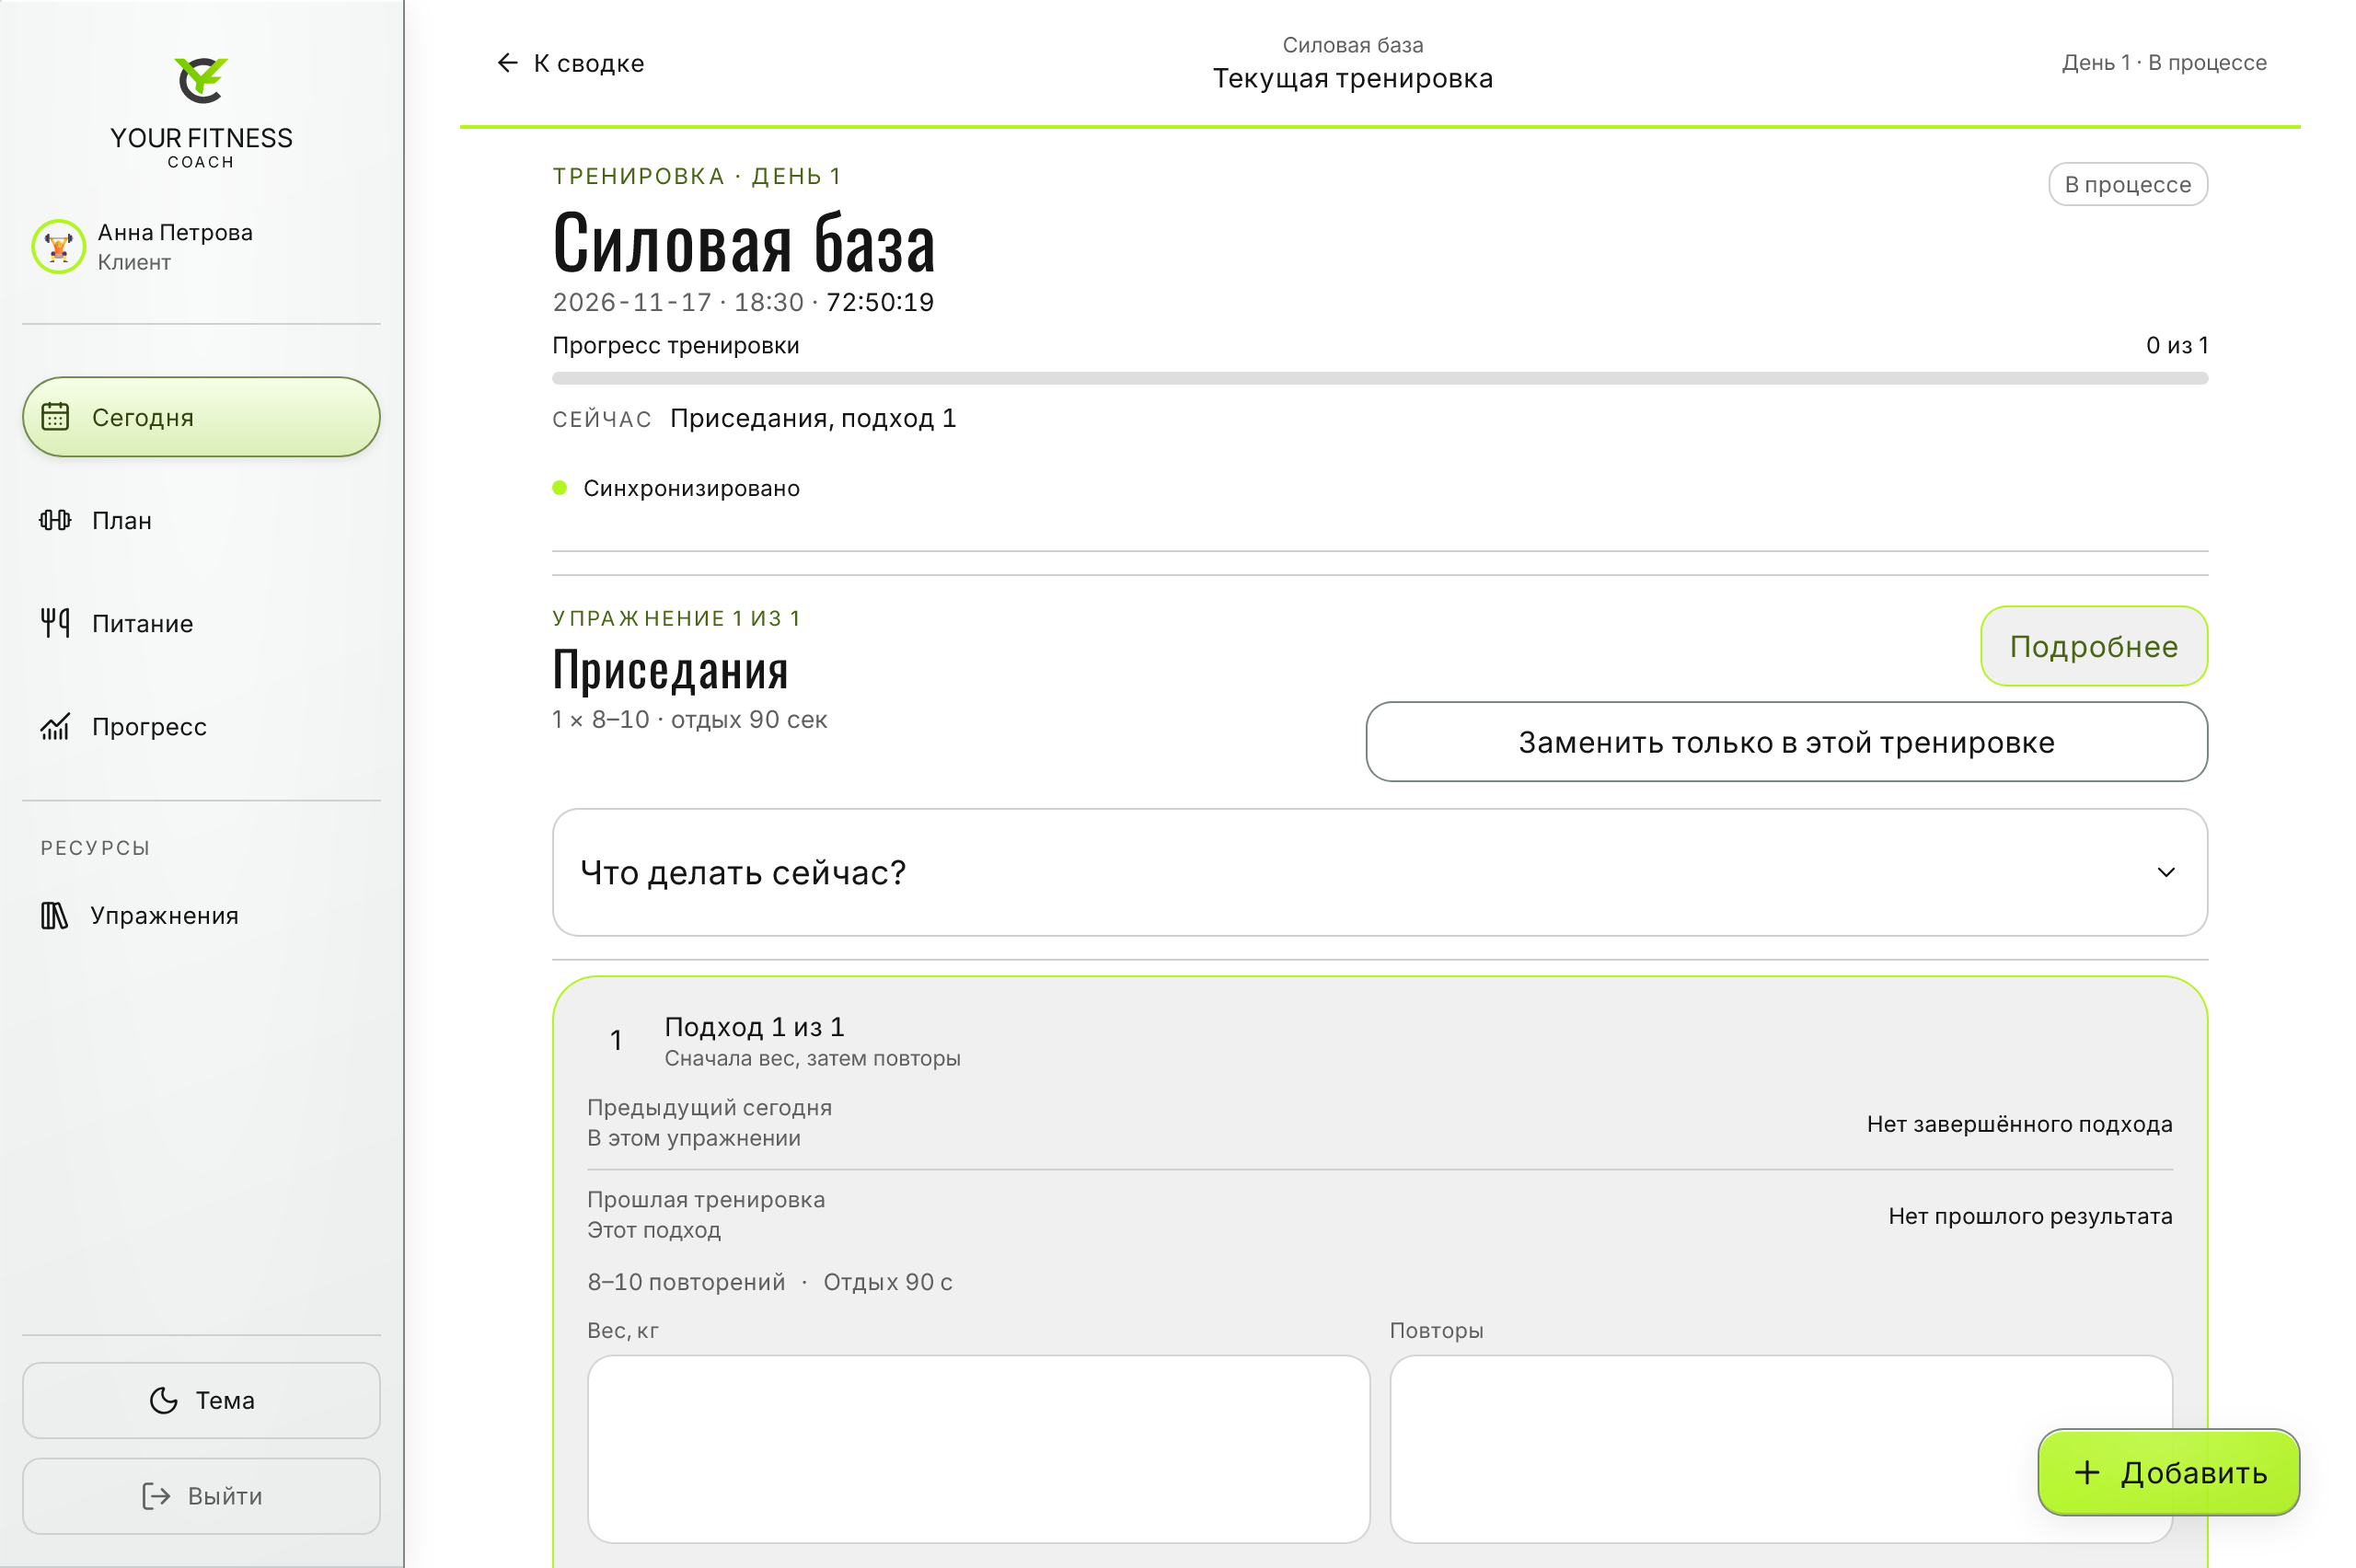 YOUR FITNESS
COACH
Анна Петрова
Клиент
Сегодня
План
Питание
Прогресс
РЕСУРСЫ
Упражнения
Тема
Выйти
К сводке
Силовая база
Текущая тренировка
День 1 · В процессе
ТРЕНИРОВКА · ДЕНЬ 1
В процессе
Силовая база
2026-11-17 · 18:30 · 72:50:19
Прогресс тренировки
0 из 1
СЕЙЧАС Приседания, подход 1
Синхронизировано
УПРАЖНЕНИЕ 1 ИЗ 1
Подробнее
Приседания
1 × 8–10 · отдых 90 сек
Заменить только в этой тренировке
Что делать сейчас?
1
Подход 1 из 1
Сначала вес, затем повторы
Предыдущий сегодня
В этом упражнении
Нет завершённого подхода
Прошлая тренировка
Этот подход
Нет прошлого результата
8–10 повторений · Отдых 90 с
Вес, кг
Повторы
Добавить